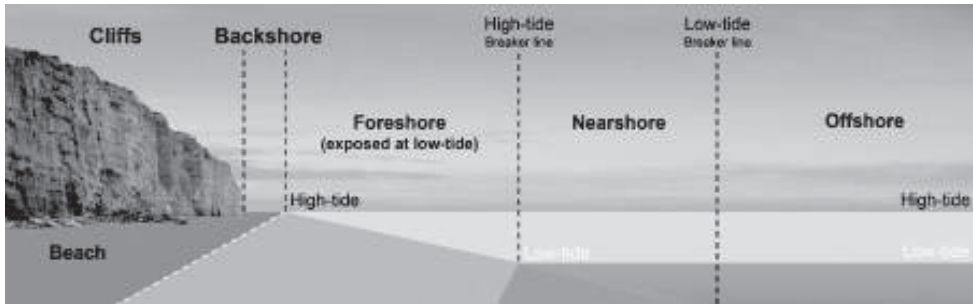 Cliffs
Backshore
High-tide
Breaker line
Low-tide
Breaker line
Foreshore
(exposed at low-tide)
Nearshore
Offshore
High-tide
High-tide
Beach
Low-tide
Low-tide